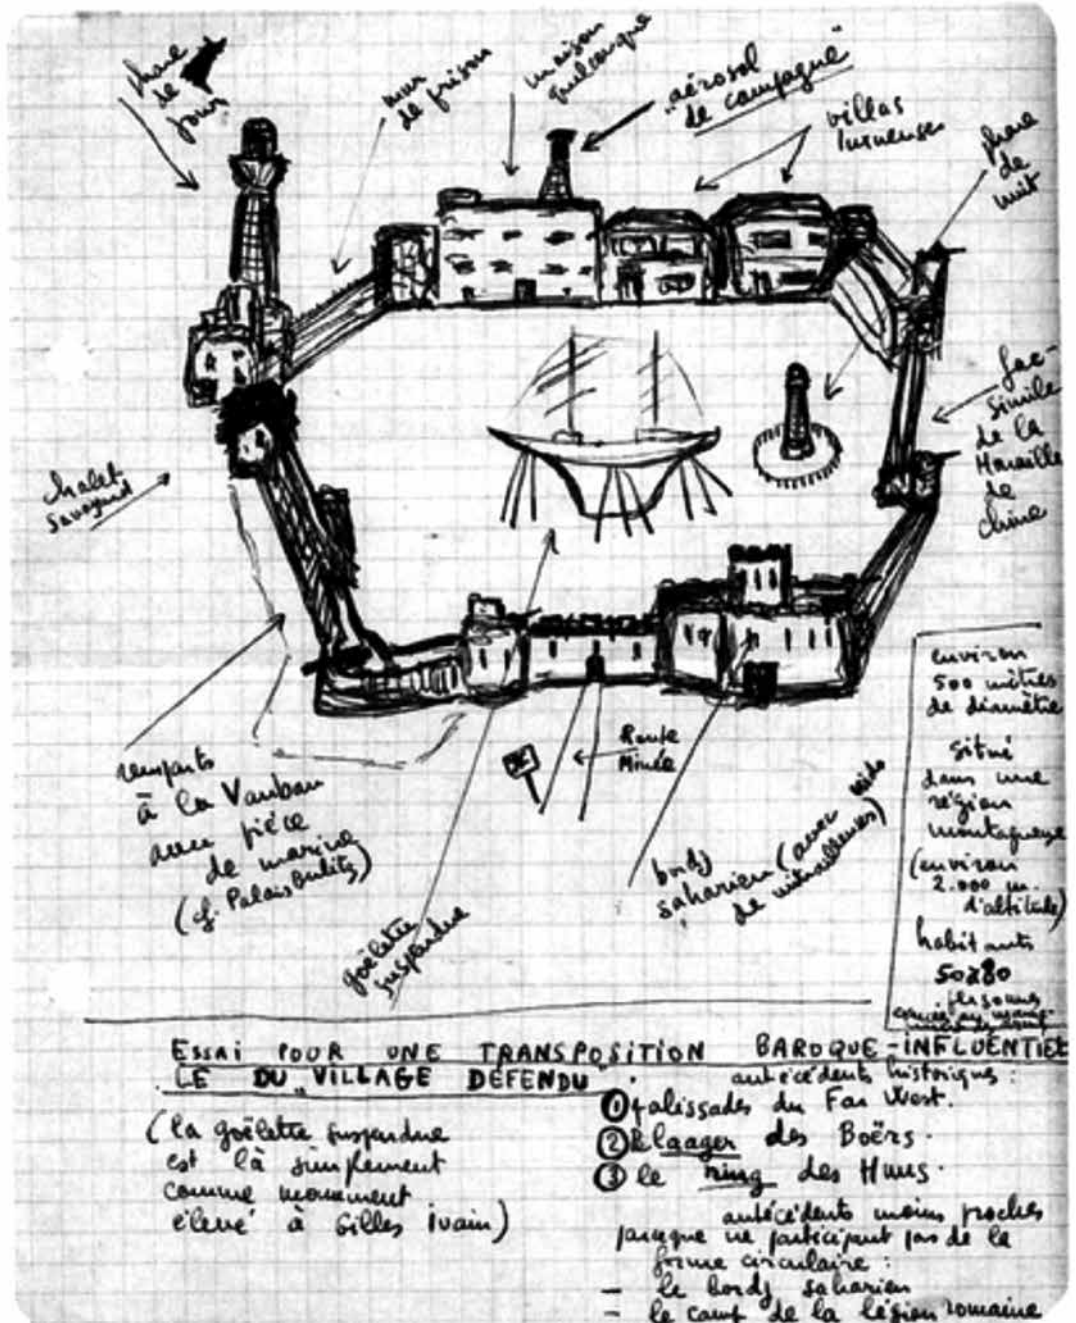 phare
de
jour
mur
de prison
maison
quelconque
"aérosol
de campagne"
villas
luxueuses
phare
de
nuit
fac-
simile
de la
Muraille
de
Chine
chalet
savoyard
remparts
à la Vauban
avec pièce
de marine
(cf. Palais
Route
Minée
bordj
saharien (avec nids
de mitrailleuses)
goëlette
suspendue
environ
500 mètres
de diamètre
situé
dans une
région
montagneuse
(environ
2.000 m.
d'altitude)
habitants
50 à 80
personnes
ESSAI POUR UNE TRANSPOSITION BAROQUE-INFLUENTIEL
LE DU "VILLAGE DÉFENDU".
(la goëlette suspendue
est là simplement
comme monument
élevé à Gilles Ivain)
antécédents historiques :
① palissades du Far West.
② le laager des Boërs.
③ le ring des Huns.
antécédents moins proches
parceque ne participent pas de la
forme circulaire :
- le bordj saharien
- le camp de la légion romaine